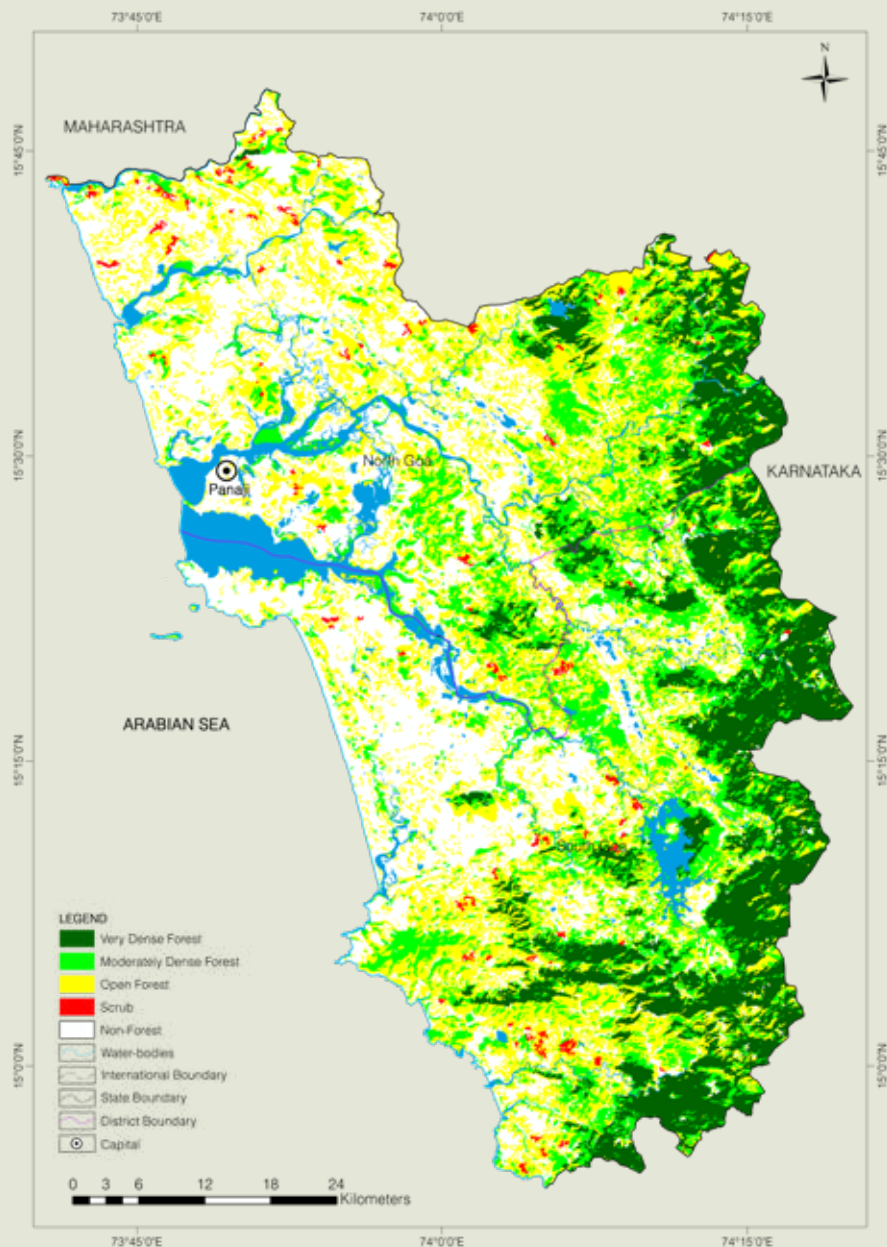 73°45'0"E
74°0'0"E
74°15'0"E
N
MAHARASHTRA
15°45'0"N
15°45'0"N
15°30'0"N
15°30'0"N
North Goa
KARNATAKA
Panaji
ARABIAN SEA
15°15'0"N
15°15'0"N
South Goa
LEGEND
Very Dense Forest
Moderately Dense Forest
Open Forest
Scrub
Non-Forest
Water-bodies
International Boundary
State Boundary
District Boundary
Capital
15°0'0"N
15°0'0"N
0 3 6 12 18 24
Kilometers
73°45'0"E
74°0'0"E
74°15'0"E